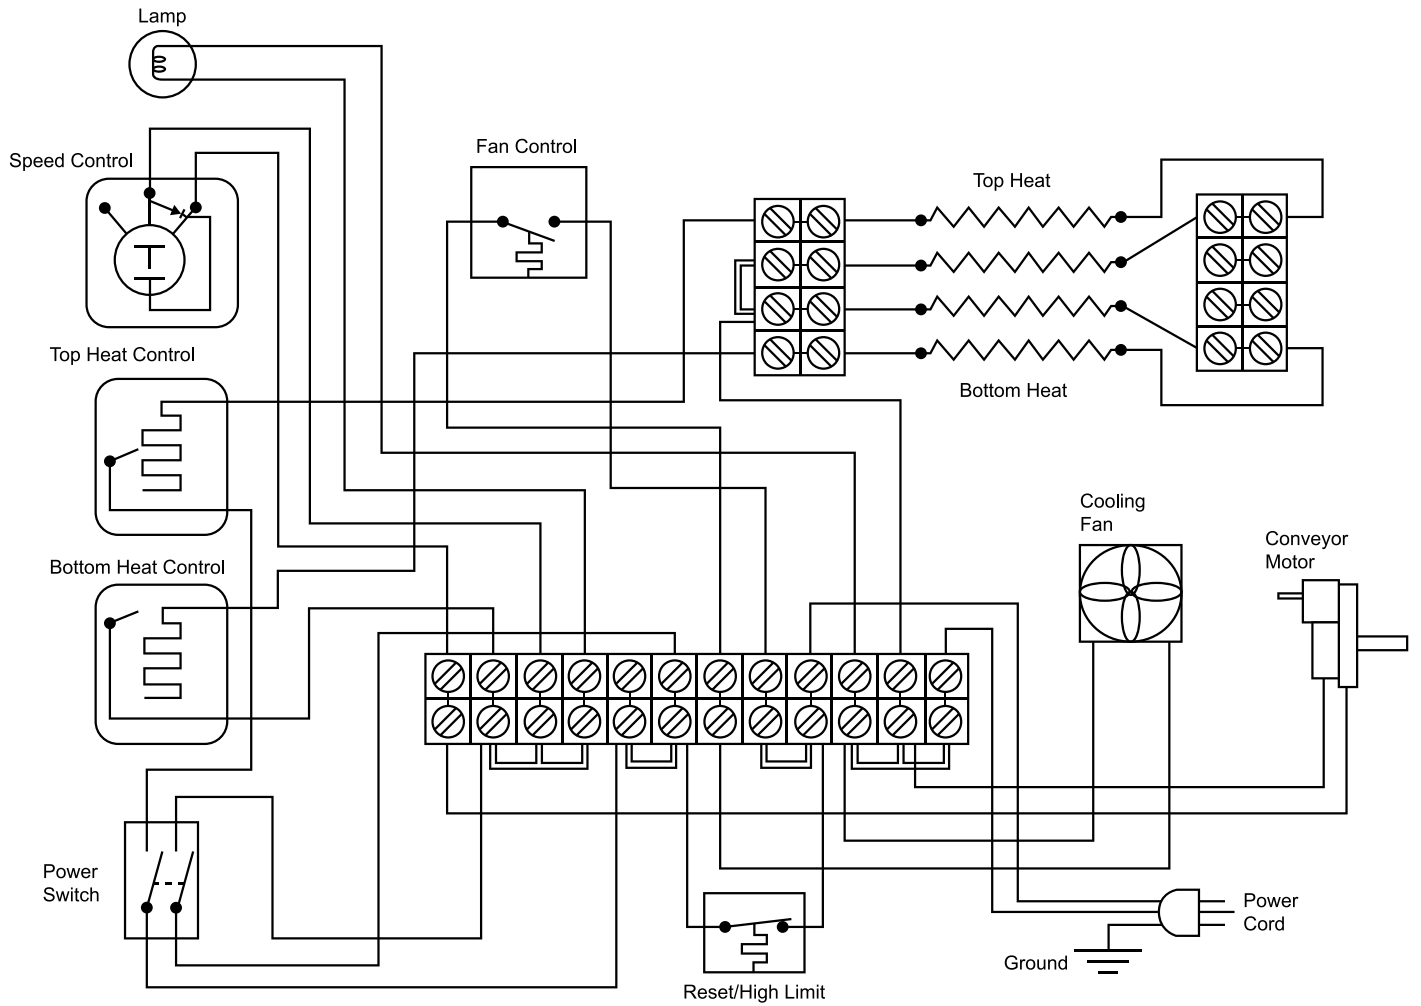 Lamp
Speed Control
Fan Control
Top Heat
Top Heat Control
Bottom Heat
Cooling
Fan
Conveyor
Motor
Bottom Heat Control
Power
Switch
Power
Cord
Ground
Reset/High Limit